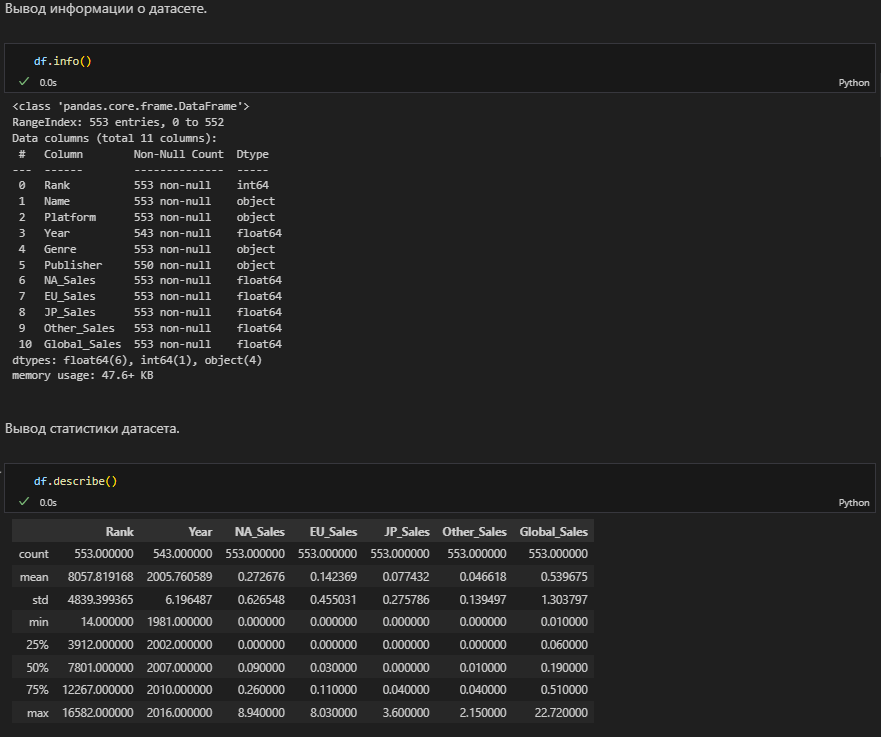 Вывод информации о датасете.
df.info()
0.0s
Python
<class 'pandas.core.frame.DataFrame'>
RangeIndex: 553 entries, 0 to 552
Data columns (total 11 columns):
 #   Column        Non-Null Count  Dtype
---  ------        --------------  -----
 0   Rank          553 non-null    int64
 1   Name          553 non-null    object
 2   Platform      553 non-null    object
 3   Year          543 non-null    float64
 4   Genre         553 non-null    object
 5   Publisher     550 non-null    object
 6   NA_Sales      553 non-null    float64
 7   EU_Sales      553 non-null    float64
 8   JP_Sales      553 non-null    float64
 9   Other_Sales   553 non-null    float64
 10  Global_Sales  553 non-null    float64
dtypes: float64(6), int64(1), object(4)
memory usage: 47.6+ KB
Вывод статистики датасета.
df.describe()
0.0s
Python
Rank Year NA_Sales EU_Sales JP_Sales Other_Sales Global_Sales
count 553.000000 543.000000 553.000000 553.000000 553.000000 553.000000 553.000000
mean 8057.819168 2005.760589 0.272676 0.142369 0.077432 0.046618 0.539675
std 4839.399365 6.196487 0.626548 0.455031 0.275786 0.139497 1.303797
min 14.000000 1981.000000 0.000000 0.000000 0.000000 0.000000 0.010000
25% 3912.000000 2002.000000 0.000000 0.000000 0.000000 0.000000 0.060000
50% 7801.000000 2007.000000 0.090000 0.030000 0.000000 0.010000 0.190000
75% 12267.000000 2010.000000 0.260000 0.110000 0.040000 0.040000 0.510000
max 16582.000000 2016.000000 8.940000 8.030000 3.600000 2.150000 22.720000